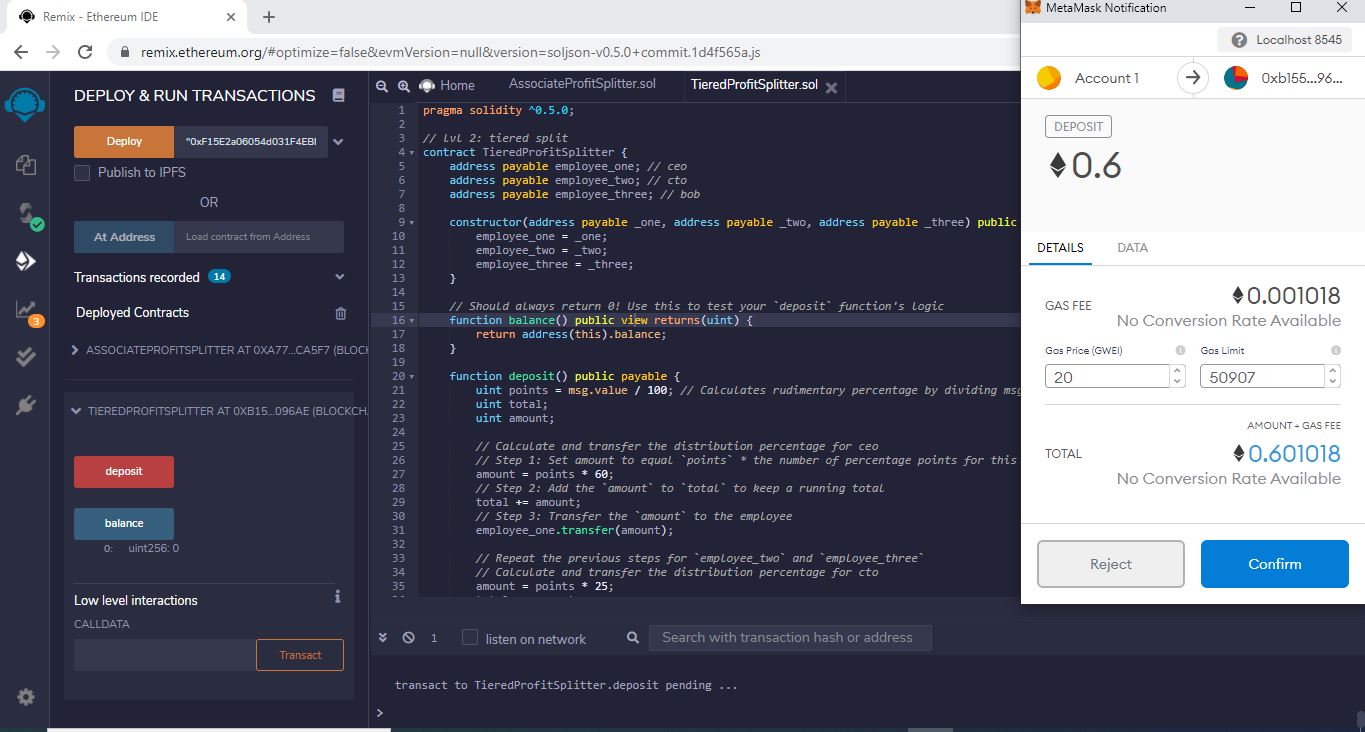 Remix - Ethereum IDE
remix.ethereum.org/#optimize=false&evmVersion=null&version=soljson-v0.5.0+commit.1d4f565a.js
DEPLOY & RUN TRANSACTIONS
Deploy
"0xF15E2a06054d031F4EBI
Publish to IPFS
OR
At Address
Load contract from Address
Transactions recorded 14
Deployed Contracts
3
ASSOCIATEPROFITSPLITTER AT 0XA77...CA5F7 (BLOCKCH
TIEREDPROFITSPLITTER AT 0XB15...096AE (BLOCKCHA
deposit
balance
0: uint256: 0
Low level interactions
CALLDATA
Transact
Home
AssociateProfitSplitter.sol
TieredProfitSplitter.sol
1 pragma solidity ^0.5.0;
2
3 // lvl 2: tiered split
4 contract TieredProfitSplitter {
5 address payable employee_one; // ceo
6 address payable employee_two; // cto
7 address payable employee_three; // bob
8
9 constructor(address payable _one, address payable _two, address payable _three) public
10 employee_one = _one;
11 employee_two = _two;
12 employee_three = _three;
13 }
14
15 // Should always return 0! Use this to test your `deposit` function's logic
16 function balance() public view returns(uint) {
17 return address(this).balance;
18 }
19
20 function deposit() public payable {
21 uint points = msg.value / 100; // Calculates rudimentary percentage by dividing msg
22 uint total;
23 uint amount;
24
25 // Calculate and transfer the distribution percentage for ceo
26 // Step 1: Set amount to equal `points` * the number of percentage points for this
27 amount = points * 60;
28 // Step 2: Add the `amount` to `total` to keep a running total
29 total += amount;
30 // Step 3: Transfer the `amount` to the employee
31 employee_one.transfer(amount);
32
33 // Repeat the previous steps for `employee_two` and `employee_three`
34 // Calculate and transfer the distribution percentage for cto
35 amount = points * 25;
1
listen on network
Search with transaction hash or address
transact to TieredProfitSplitter.deposit pending ...
>
MetaMask Notification
Localhost 8545
Account 1
0xb155...96...
DEPOSIT
0.6
DETAILS
DATA
GAS FEE
0.001018
No Conversion Rate Available
Gas Price (GWEI)
Gas Limit
20
50907
AMOUNT + GAS FEE
TOTAL
0.601018
No Conversion Rate Available
Reject
Confirm